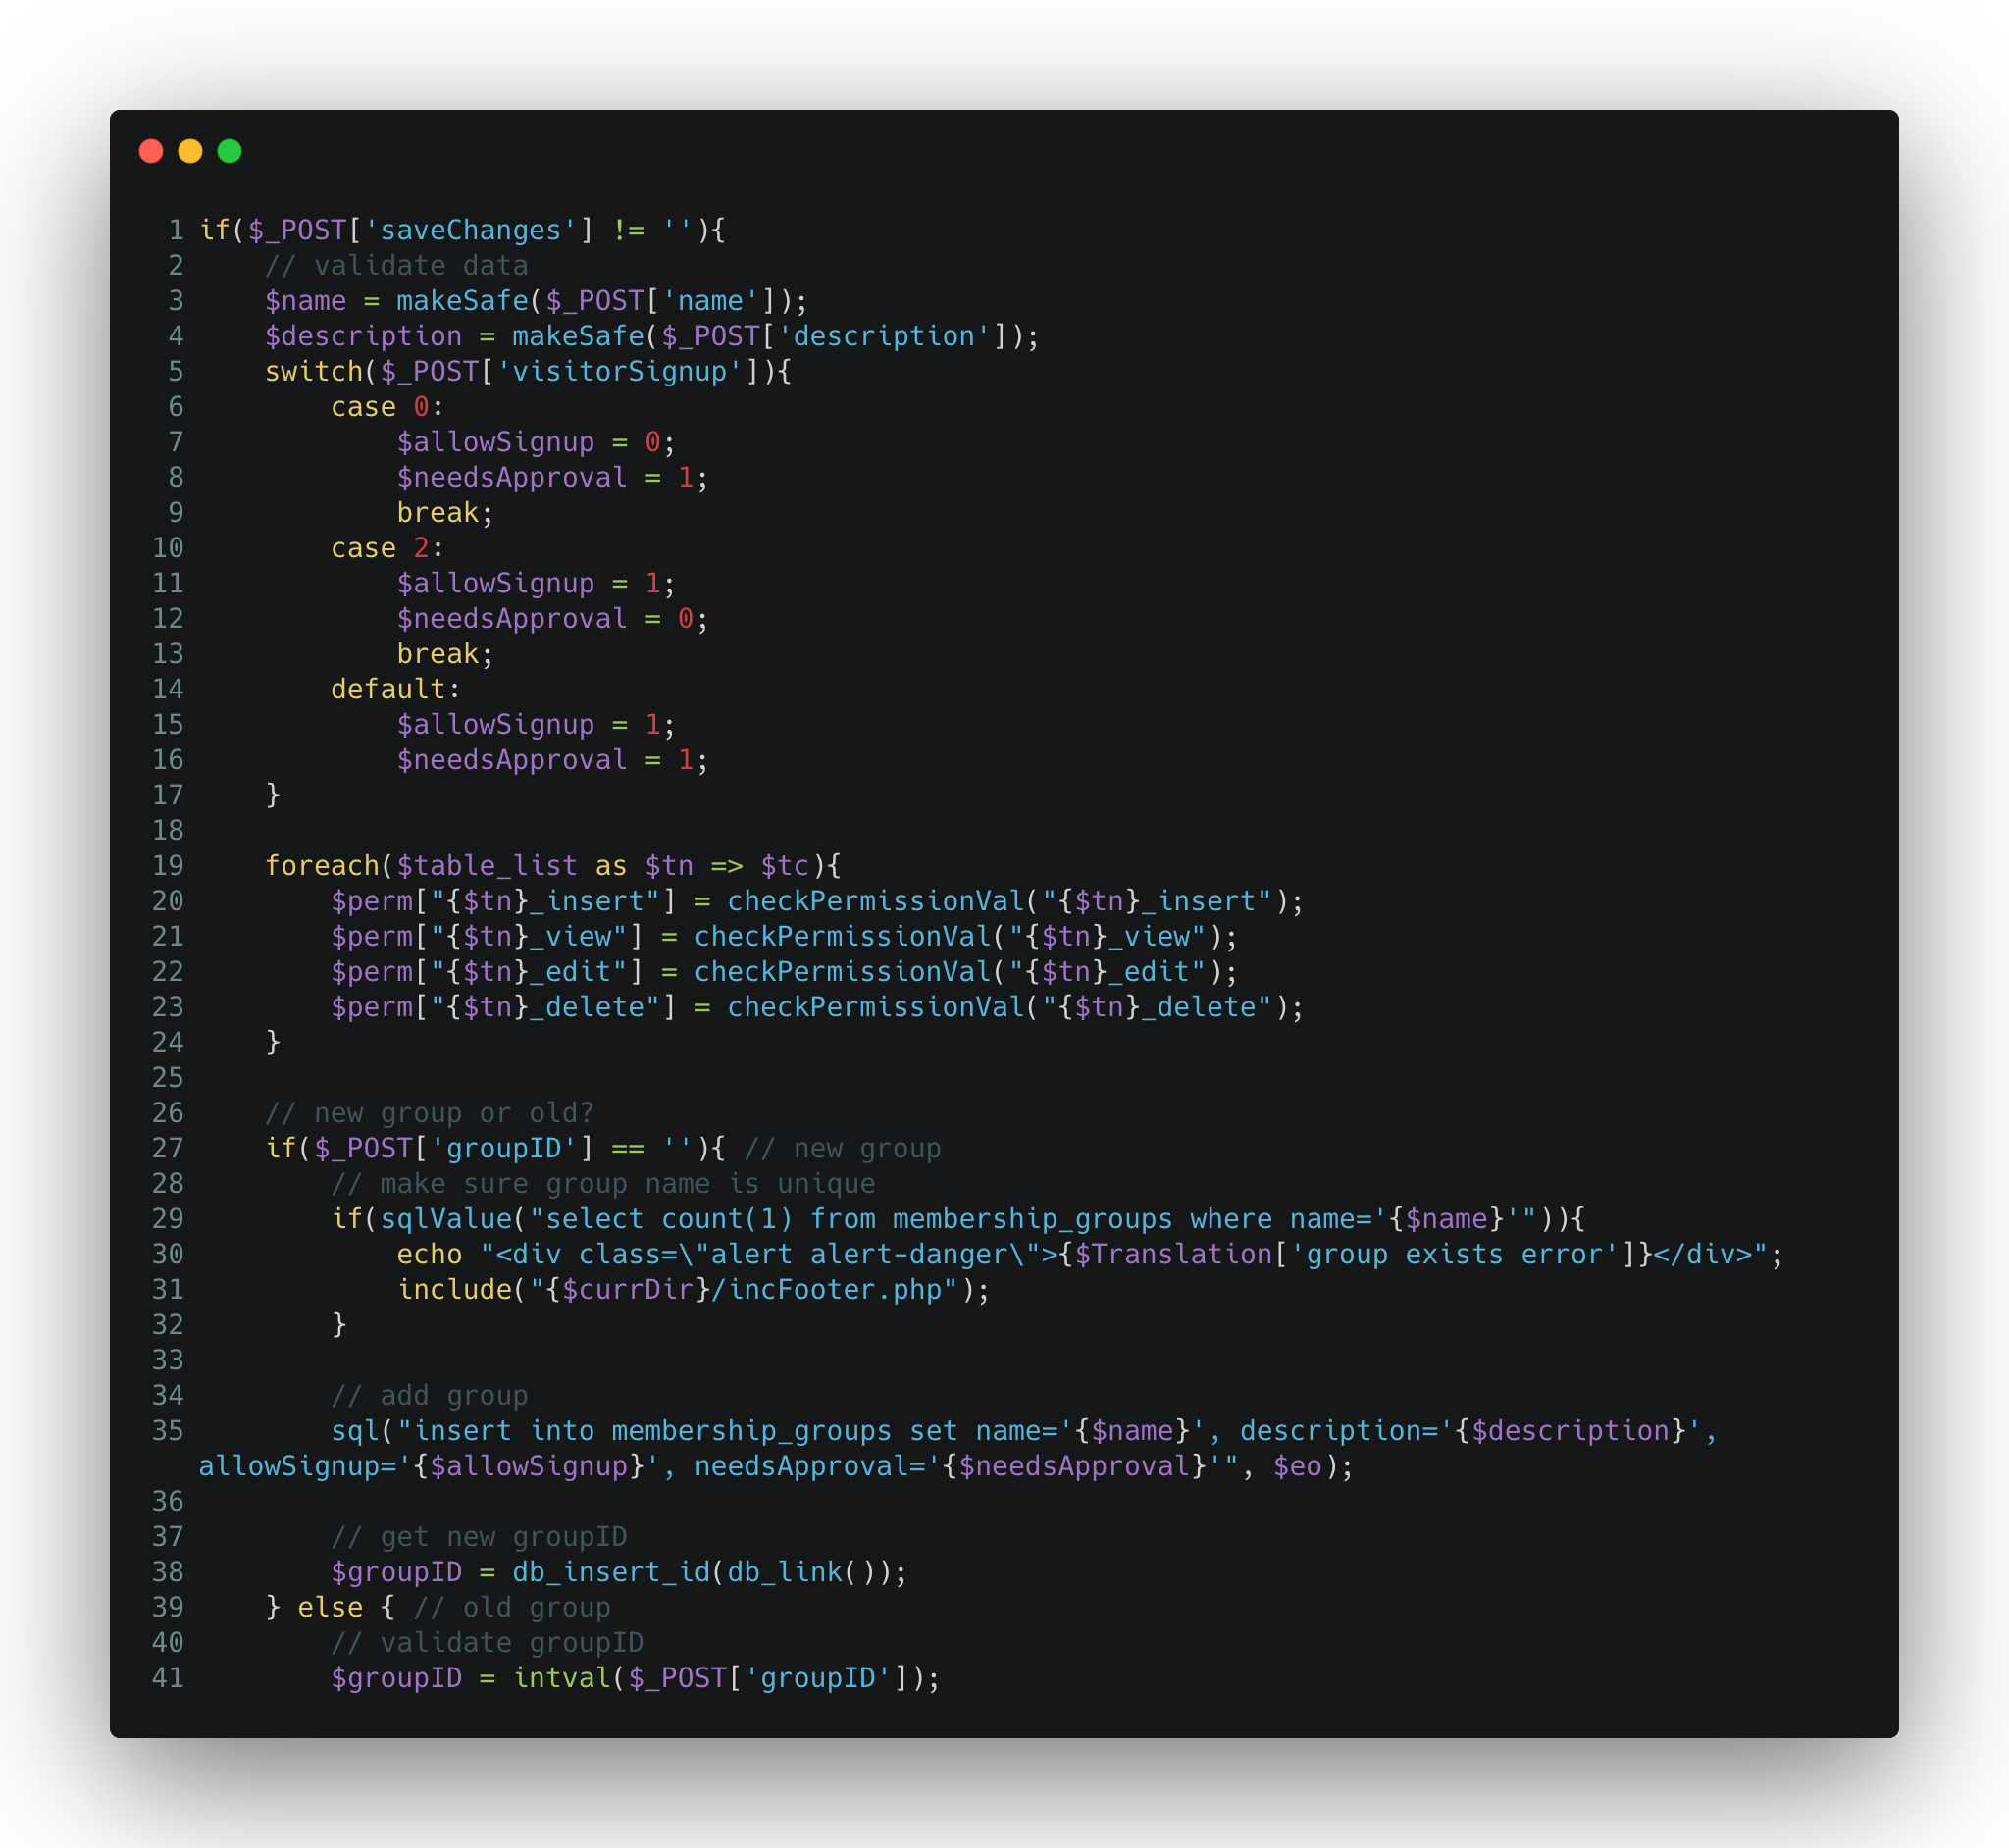 1 if($_POST['saveChanges'] != ''){
2     // validate data
3     $name = makeSafe($_POST['name']);
4     $description = makeSafe($_POST['description']);
5     switch($_POST['visitorSignup']){
6         case 0:
7             $allowSignup = 0;
8             $needsApproval = 1;
9             break;
10         case 2:
11             $allowSignup = 1;
12             $needsApproval = 0;
13             break;
14         default:
15             $allowSignup = 1;
16             $needsApproval = 1;
17     }
18
19     foreach($table_list as $tn => $tc){
20         $perm["{$tn}_insert"] = checkPermissionVal("{$tn}_insert");
21         $perm["{$tn}_view"] = checkPermissionVal("{$tn}_view");
22         $perm["{$tn}_edit"] = checkPermissionVal("{$tn}_edit");
23         $perm["{$tn}_delete"] = checkPermissionVal("{$tn}_delete");
24     }
25
26     // new group or old?
27     if($_POST['groupID'] == ''){ // new group
28         // make sure group name is unique
29         if(sqlValue("select count(1) from membership_groups where name='{$name}'")){
30             echo "<div class=\"alert alert-danger\">{$Translation['group exists error']}</div>";
31             include("{$currDir}/incFooter.php");
32         }
33
34         // add group
35         sql("insert into membership_groups set name='{$name}', description='{$description}',
allowSignup='{$allowSignup}', needsApproval='{$needsApproval}'", $eo);
36
37         // get new groupID
38         $groupID = db_insert_id(db_link());
39     } else { // old group
40         // validate groupID
41         $groupID = intval($_POST['groupID']);